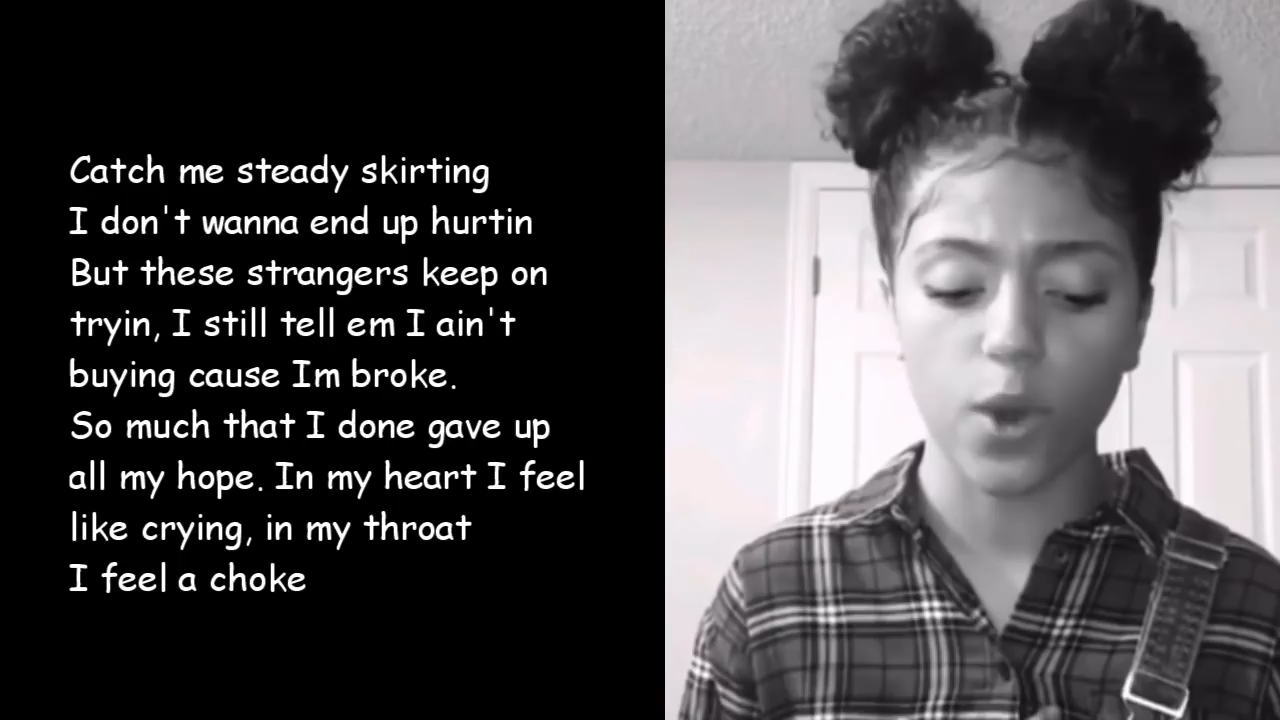 Catch me steady skirting
I don't wanna end up hurtin
But these strangers keep on
tryin, I still tell em I ain't
buying cause Im broke.
So much that I done gave up
all my hope. In my heart I feel
like crying, in my throat
I feel a choke